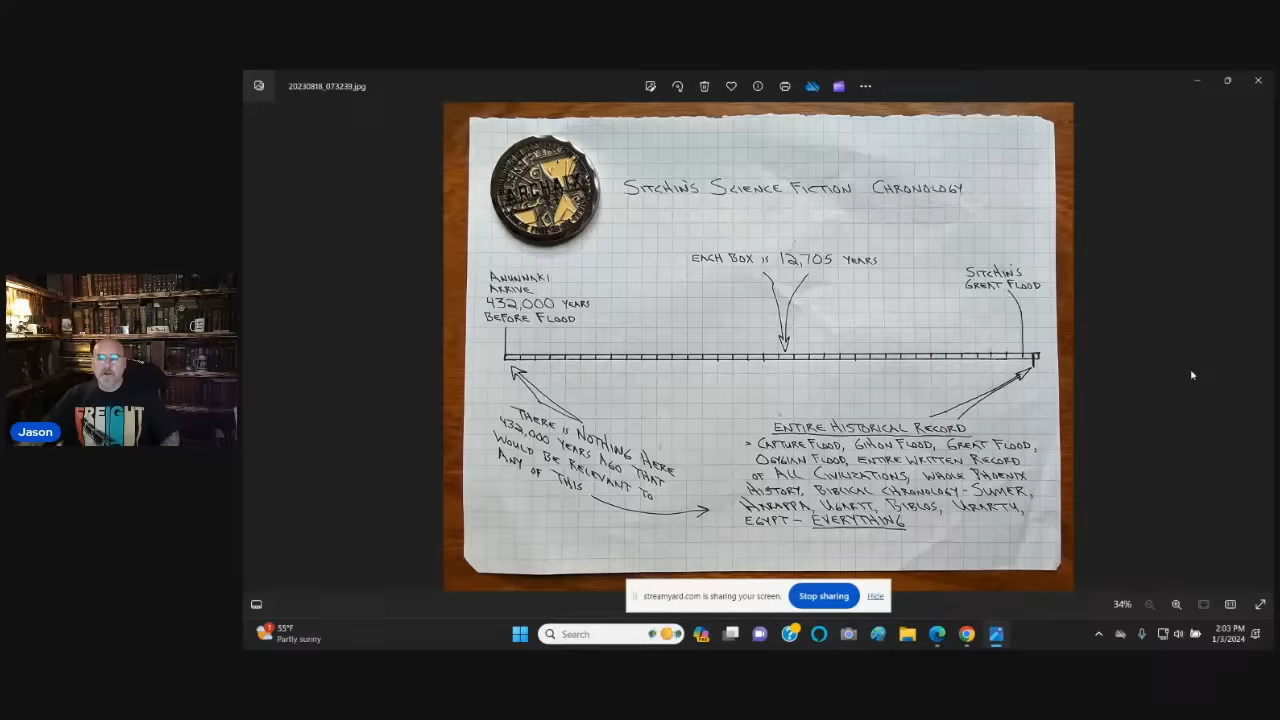 20230818_073239.jpg
ARCHAIX
SITCHIN'S SCIENCE FICTION CHRONOLOGY
EACH BOX IS 12,705 YEARS
ANUNNAKI
ARRIVE
432,000 YEARS
BEFORE FLOOD
SITCHIN'S
GREAT FLOOD
THERE IS NOTHING HERE
432,000 YEARS AGO THAT
WOULD BE RELEVANT TO
ANY OF THIS
ENTIRE HISTORICAL RECORD
> CAPTURE FLOOD, GIHON FLOOD, GREAT FLOOD,
OGYGIAN FLOOD, ENTIRE WRITTEN RECORD
OF ALL CIVILIZATIONS, WHOLE PHOENIX
HISTORY, BIBLICAL CHRONOLOGY - SUMER,
HARAPPA, UGARIT, BIBLOS, URARTU,
EGYPT - EVERYTHING
FREIGHT
Jason
streamyard.com is sharing your screen.
Stop sharing
Hide
34%
1
55°F
Partly sunny
Search
2:03 PM
1/3/2024